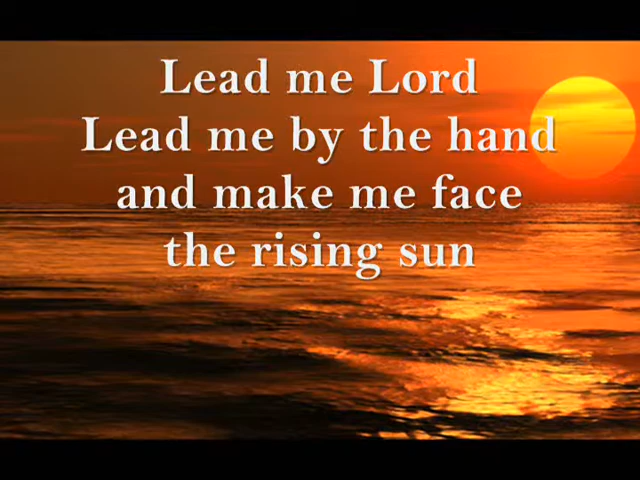 Lead me Lord
Lead me by the hand
and make me face
the rising sun